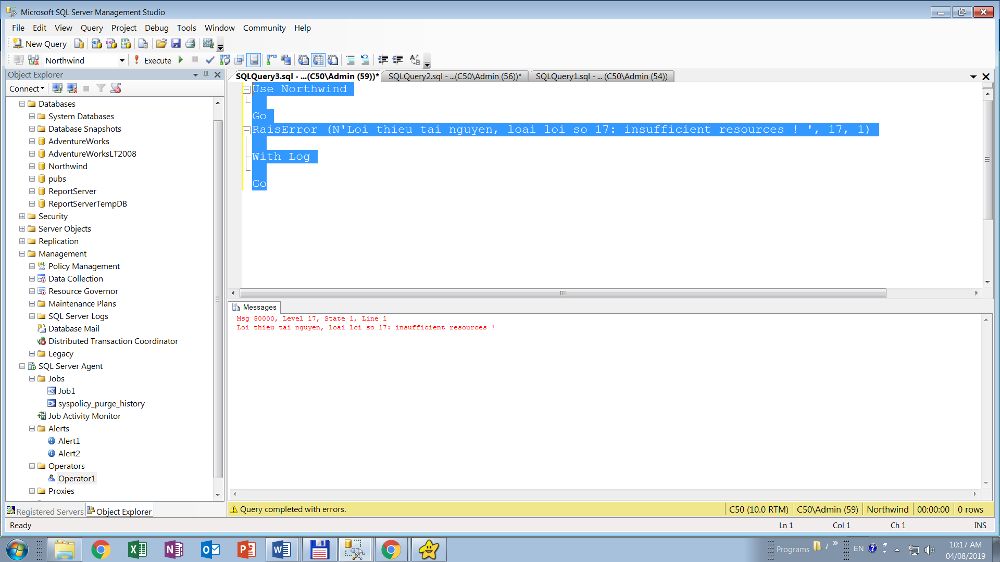 Microsoft SQL Server Management Studio
File Edit View Query Project Debug Tools Window Community Help
New Query
Northwind Execute
Object Explorer
Connect
Databases
System Databases
Database Snapshots
AdventureWorks
AdventureWorksLT2008
Northwind
pubs
ReportServer
ReportServerTempDB
Security
Server Objects
Replication
Management
Policy Management
Data Collection
Resource Governor
Maintenance Plans
SQL Server Logs
Database Mail
Distributed Transaction Coordinator
Legacy
SQL Server Agent
Jobs
Job1
syspolicy_purge_history
Job Activity Monitor
Alerts
Alert1
Alert2
Operators
Operator1
Proxies
Registered Servers Object Explorer
SQLQuery3.sql - ...(C50\Admin (59))* SQLQuery2.sql - ...(C50\Admin (56))* SQLQuery1.sql - ... (C50\Admin (54))
Use Northwind
Go
RaisError (N'Loi thieu tai nguyen, loai loi so 17: insufficient resources ! ', 17, 1)
With Log
Go
Messages
Msg 50000, Level 17, State 1, Line 1
Loi thieu tai nguyen, loai loi so 17: insufficient resources !
Query completed with errors. C50 (10.0 RTM) C50\Admin (59) Northwind 00:00:00 0 rows
Ready Ln 1 Col 1 Ch 1 INS
Programs EN 10:17 AM
04/08/2019